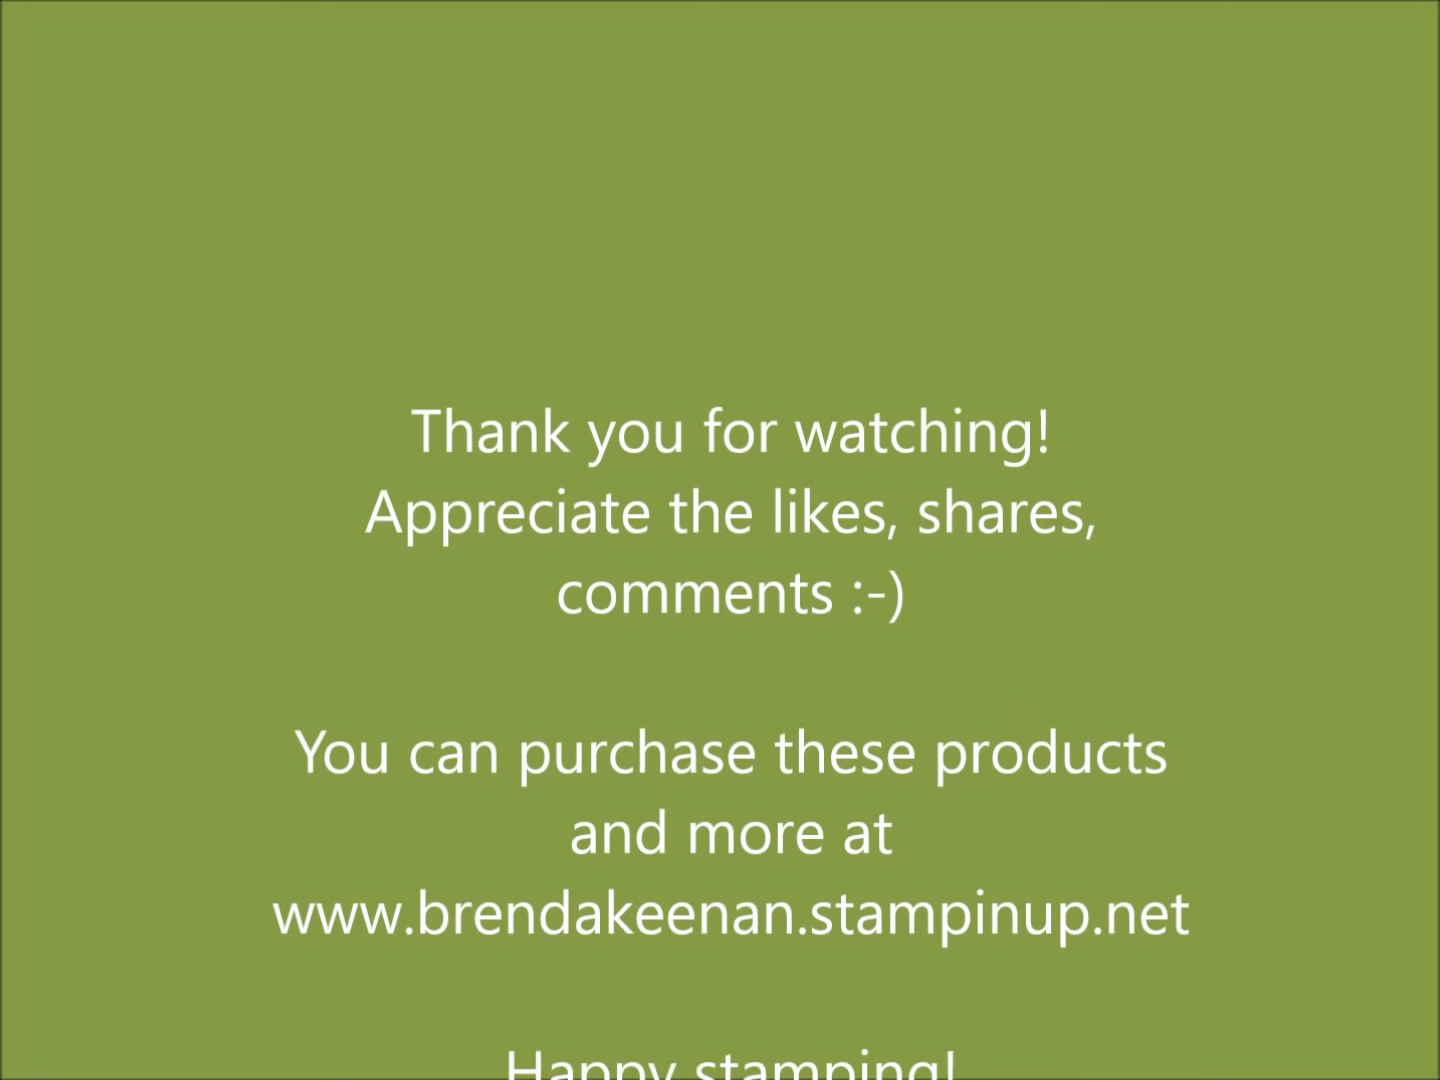 Thank you for watching!
Appreciate the likes, shares,
comments :-)
You can purchase these products
and more at
www.brendakeenan.stampinup.net
Happy stamping!